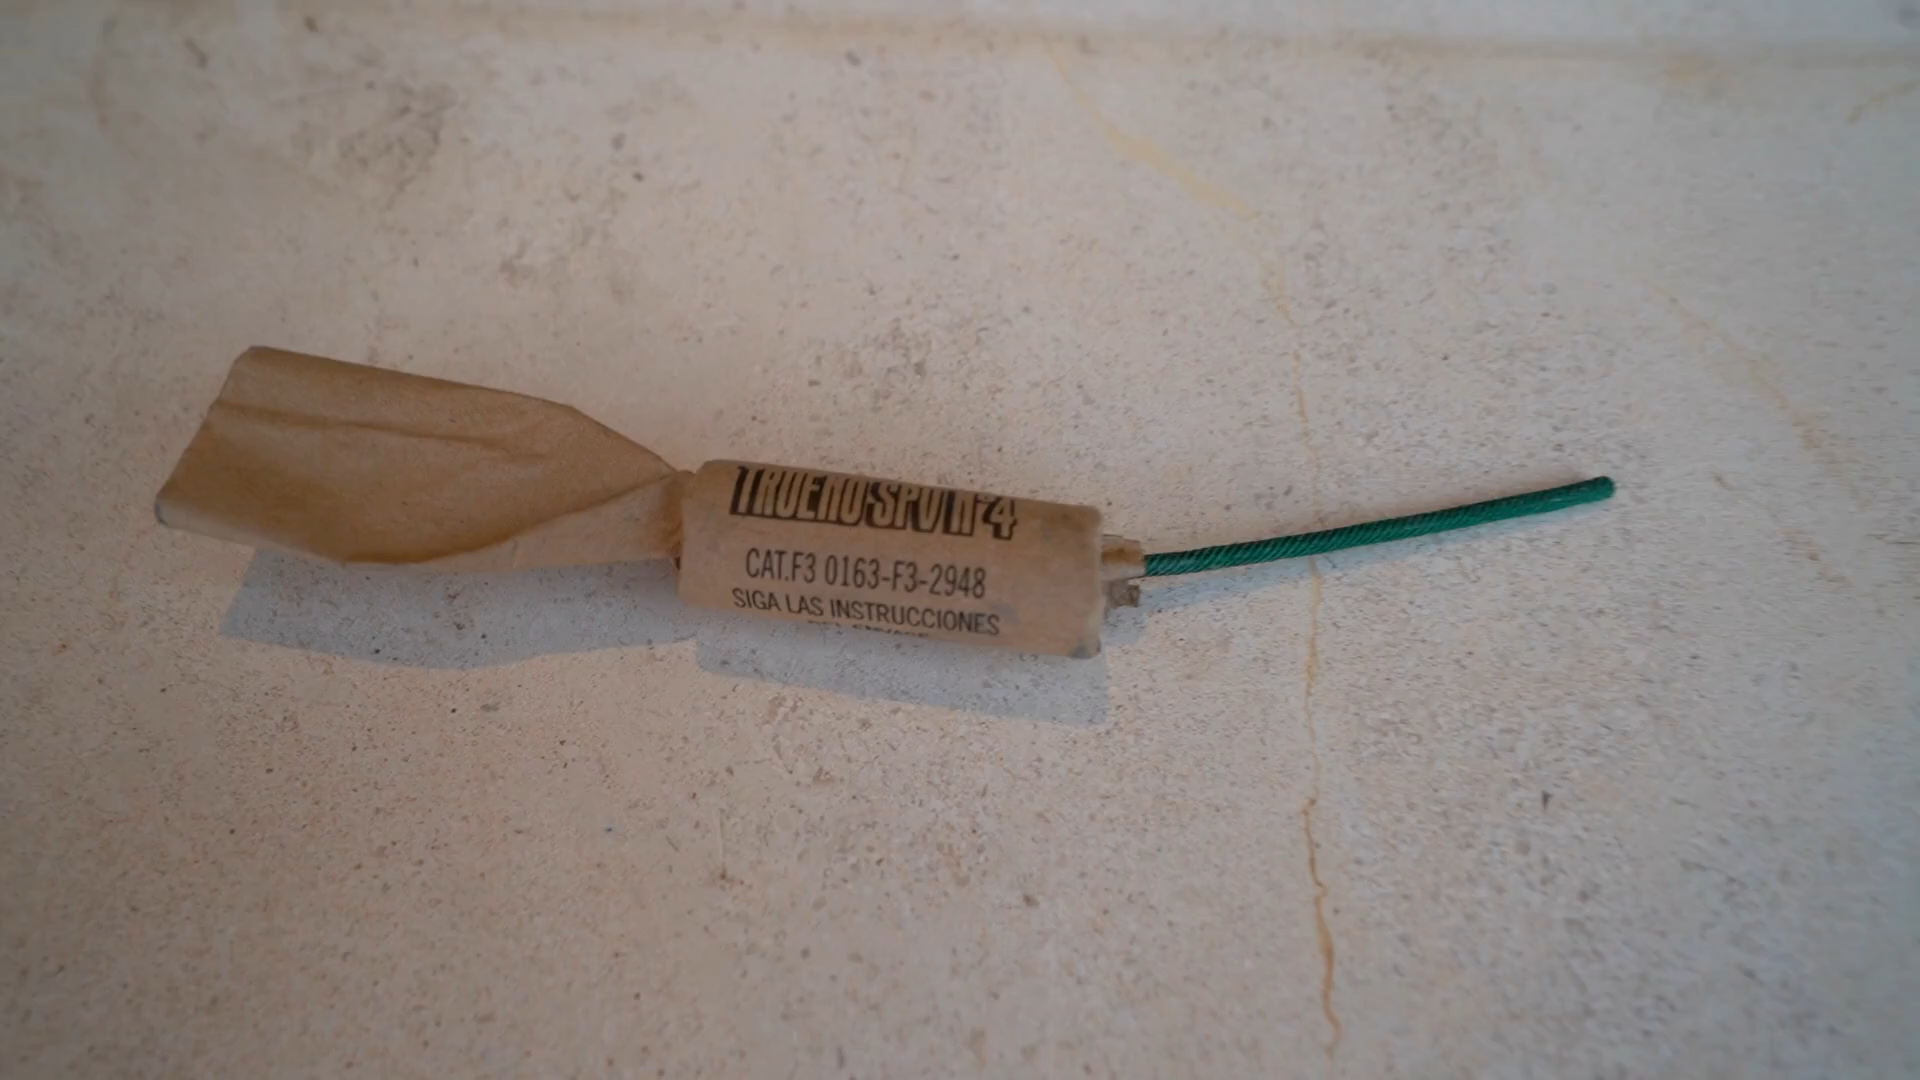 TRUENO SPV Nº4
CAT.F3 0163-F3-2948
SIGA LAS INSTRUCCIONES